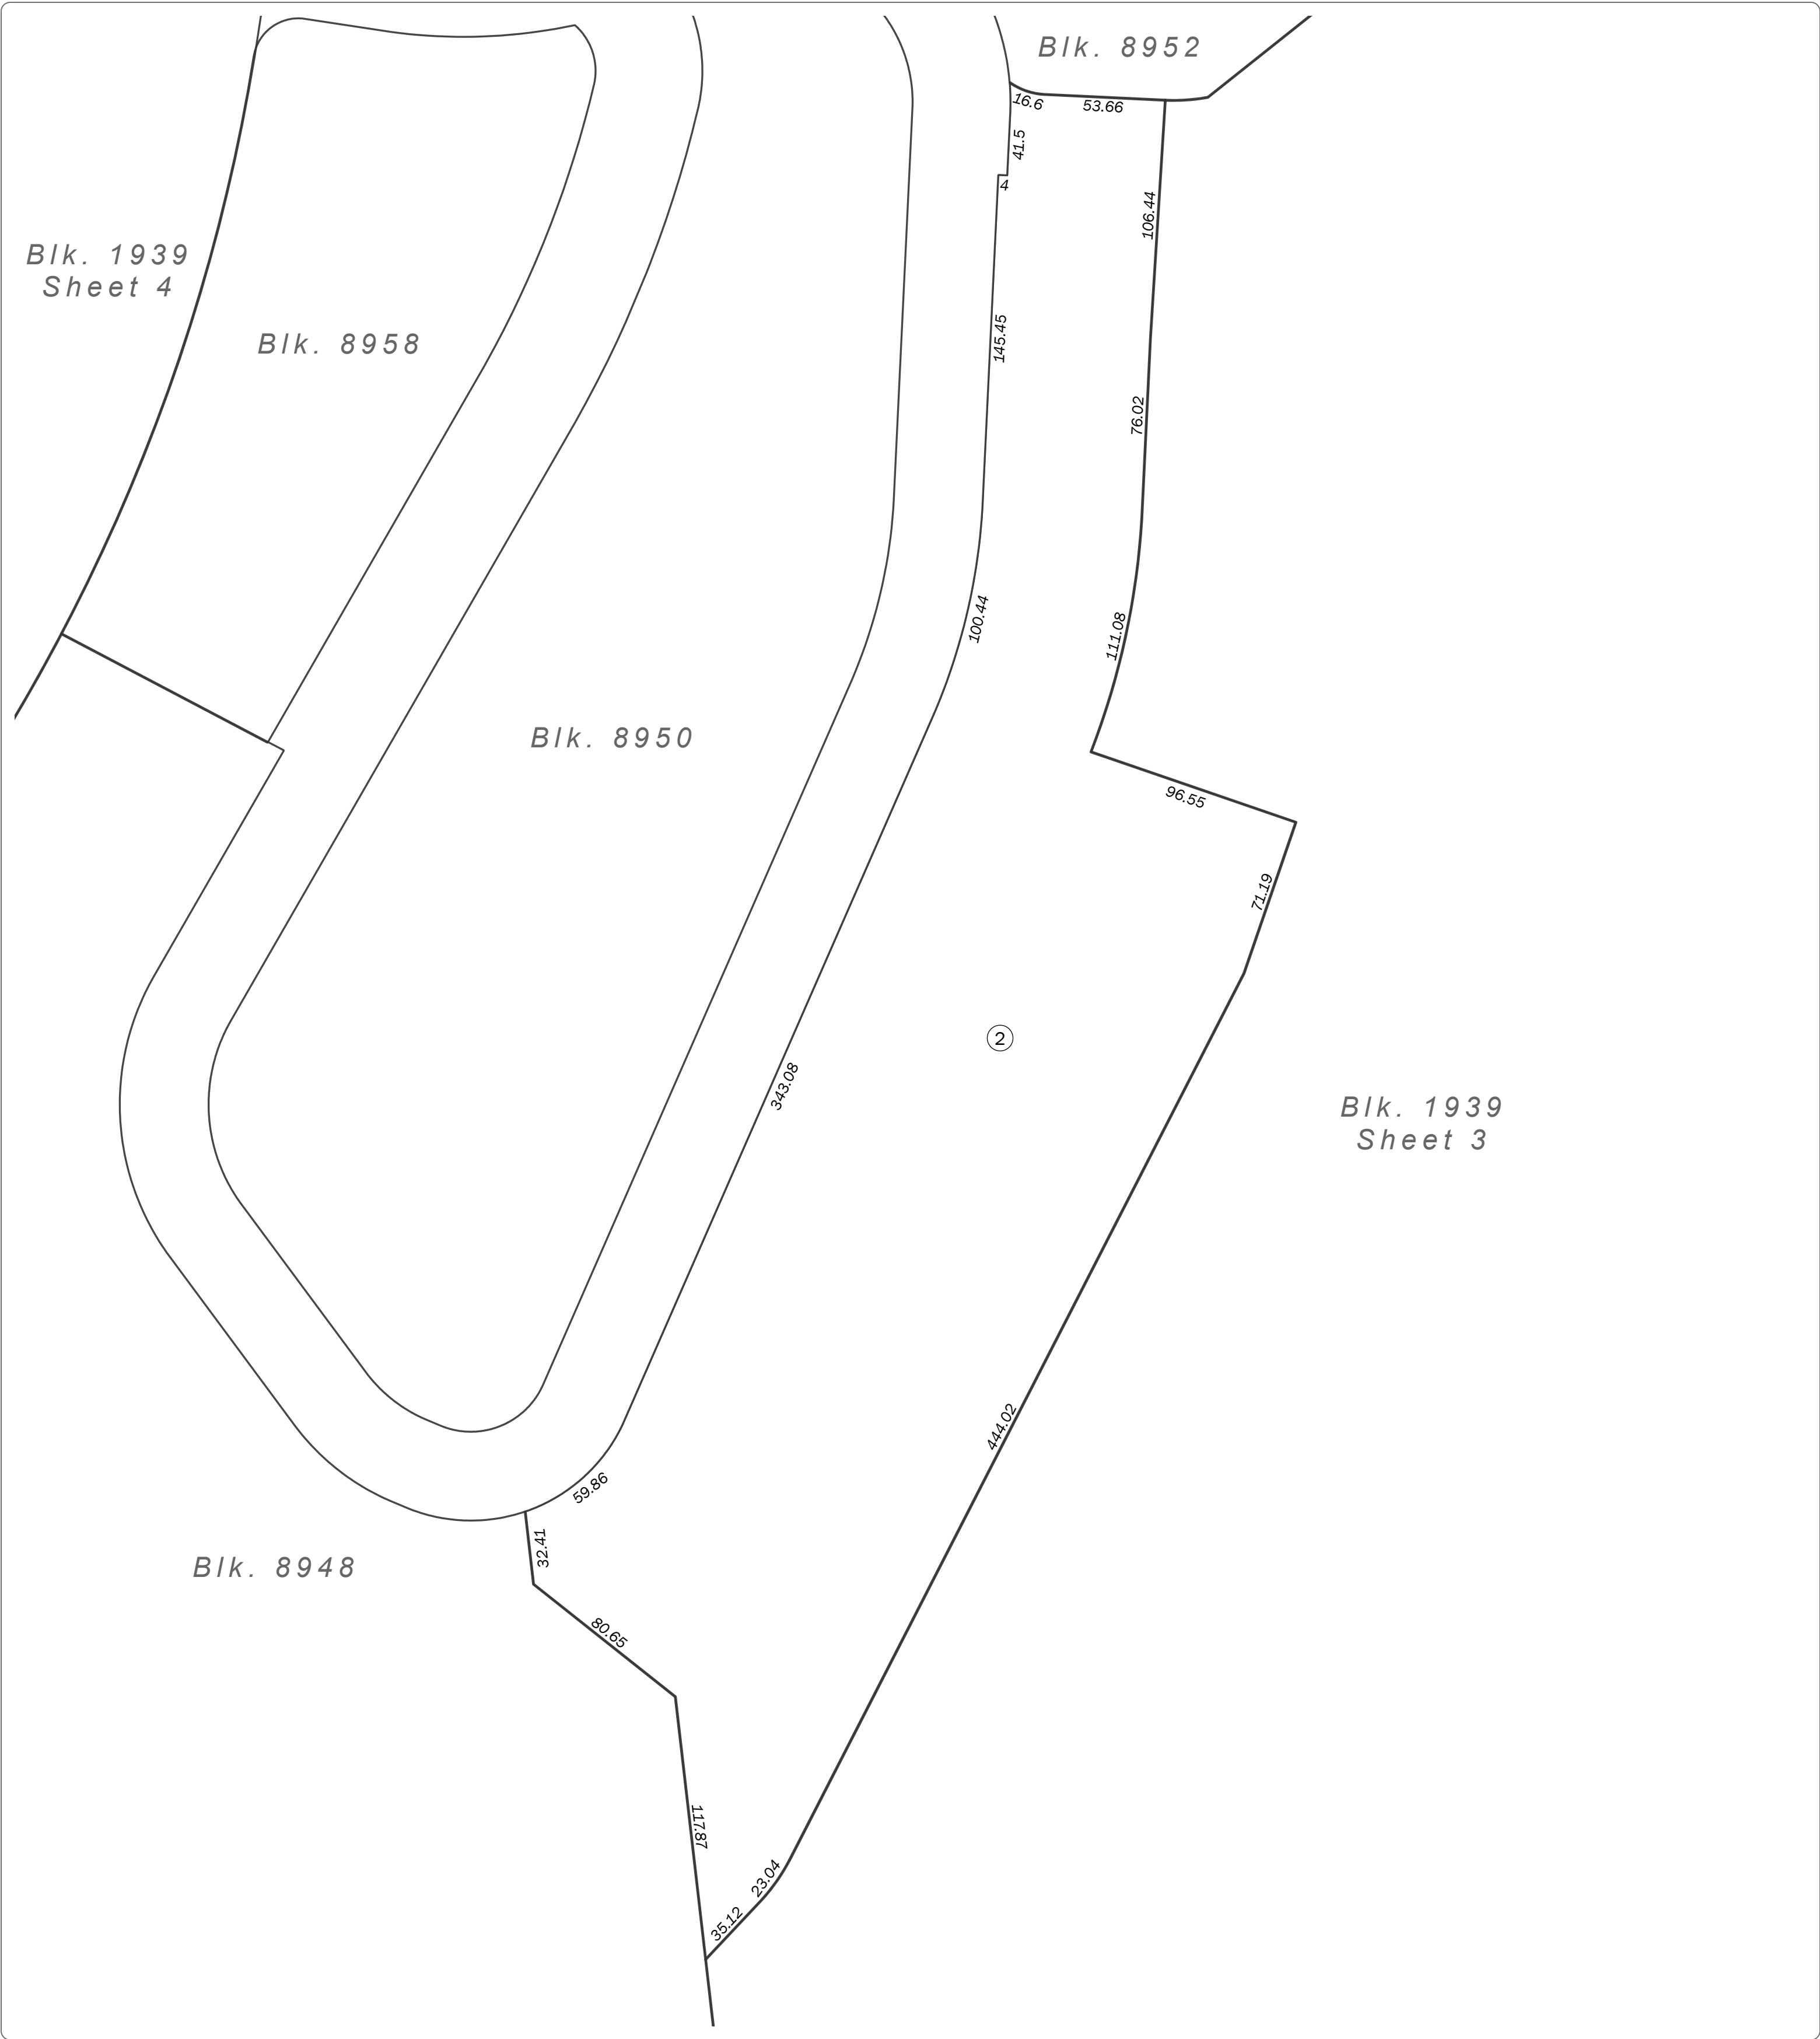 Blk. 8952
16.6
53.66
41.5
4
106.44
Blk. 1939
Sheet 4
Blk. 8958
145.45
76.02
100.44
111.08
Blk. 8950
96.55
71.19
2
343.08
Blk. 1939
Sheet 3
444.02
59.86
32.41
Blk. 8948
80.65
117.87
23.04
35.12